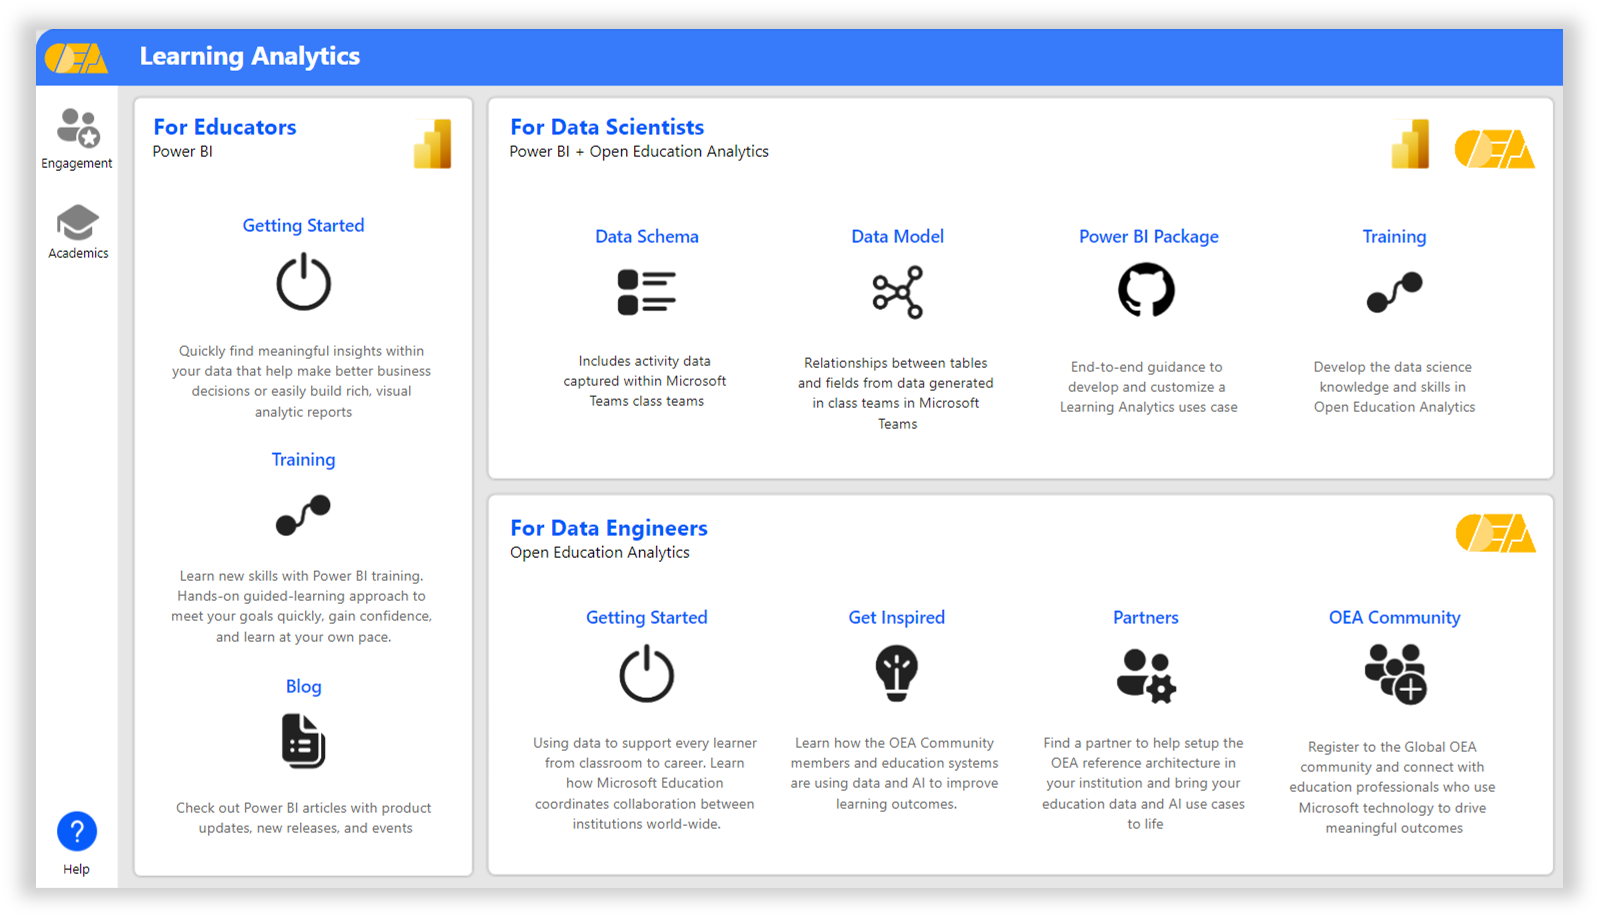 OEA
Learning Analytics
Engagement
Academics
Help
For Educators
Power BI
Getting Started
Quickly find meaningful insights within
your data that help make better business
decisions or easily build rich, visual
analytic reports
Training
Learn new skills with Power BI training.
Hands-on guided-learning approach to
meet your goals quickly, gain confidence,
and learn at your own pace.
Blog
Check out Power BI articles with product
updates, new releases, and events
For Data Scientists
Power BI + Open Education Analytics
OEA
Data Schema
Includes activity data
captured within Microsoft
Teams class teams
Data Model
Relationships between tables
and fields from data generated
in class teams in Microsoft
Teams
Power BI Package
End-to-end guidance to
develop and customize a
Learning Analytics uses case
Training
Develop the data science
knowledge and skills in
Open Education Analytics
For Data Engineers
Open Education Analytics
OEA
Getting Started
Using data to support every learner
from classroom to career. Learn
how Microsoft Education
coordinates collaboration between
institutions world-wide.
Get Inspired
Learn how the OEA Community
members and education systems
are using data and AI to improve
learning outcomes.
Partners
Find a partner to help setup the
OEA reference architecture in
your institution and bring your
education data and AI use cases
to life
OEA Community
Register to the Global OEA
community and connect with
education professionals who use
Microsoft technology to drive
meaningful outcomes